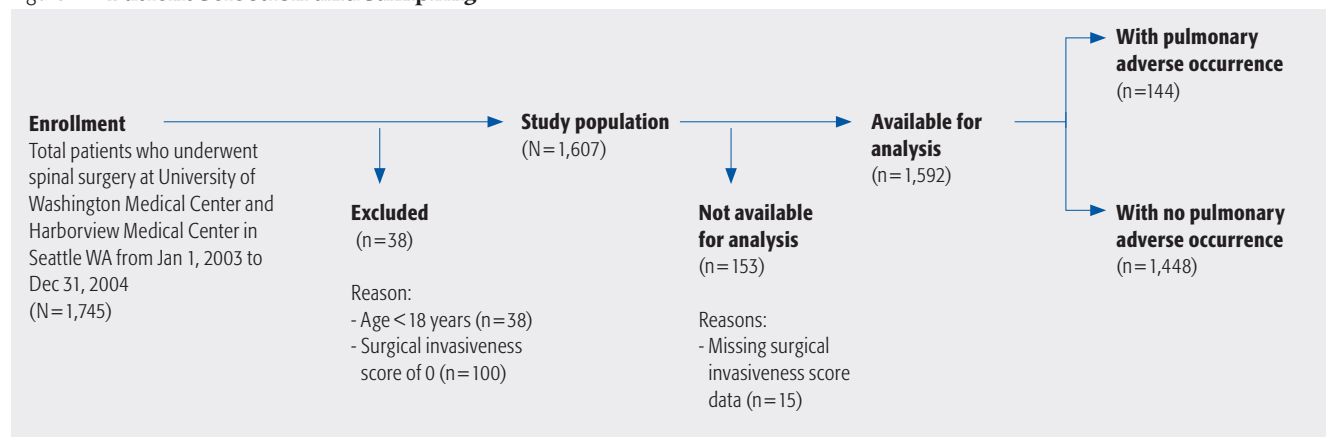 Enrollment
Total patients who underwent
spinal surgery at University of
Washington Medical Center and
Harborview Medical Center in
Seattle WA from Jan 1, 2003 to
Dec 31, 2004
(N=1,745)
Excluded
(n=38)
Reason:
- Age<18 years (n=38)
- Surgical invasiveness
score of 0 (n=100)
Study population
(N=1,607)
Not available
for analysis
(n=153)
Reasons:
- Missing surgical
invasiveness score
data (n=15)
Available for
analysis
(n=1,592)
With pulmonary
adverse occurrence
(n=144)
With no pulmonary
adverse occurrence
(n=1,448)